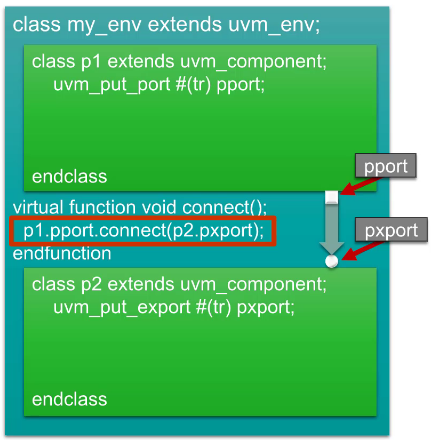 class my_env extends uvm_env;
class p1 extends uvm_component;
uvm_put_port #(tr) pport;
endclass
pport
virtual function void connect();
p1.pport.connect(p2.pxport);
pxport
endfunction
class p2 extends uvm_component;
uvm_put_export #(tr) pxport;
endclass